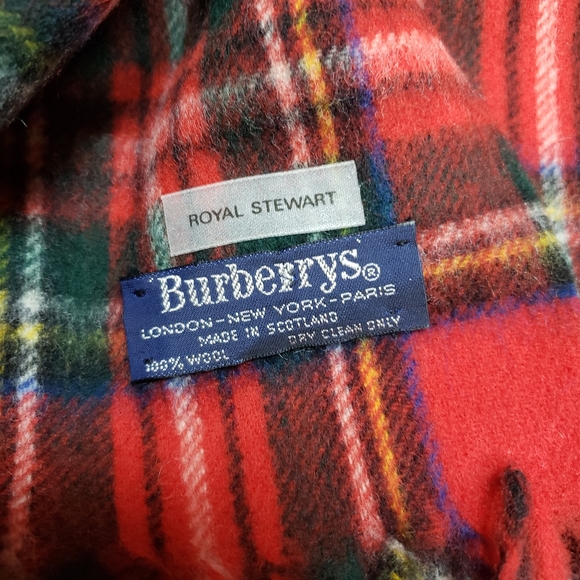 ROYAL STEWART
Burberrys®
LONDON-NEW YORK-PARIS
MADE IN SCOTLAND
100% WOOL DRY CLEAN ONLY